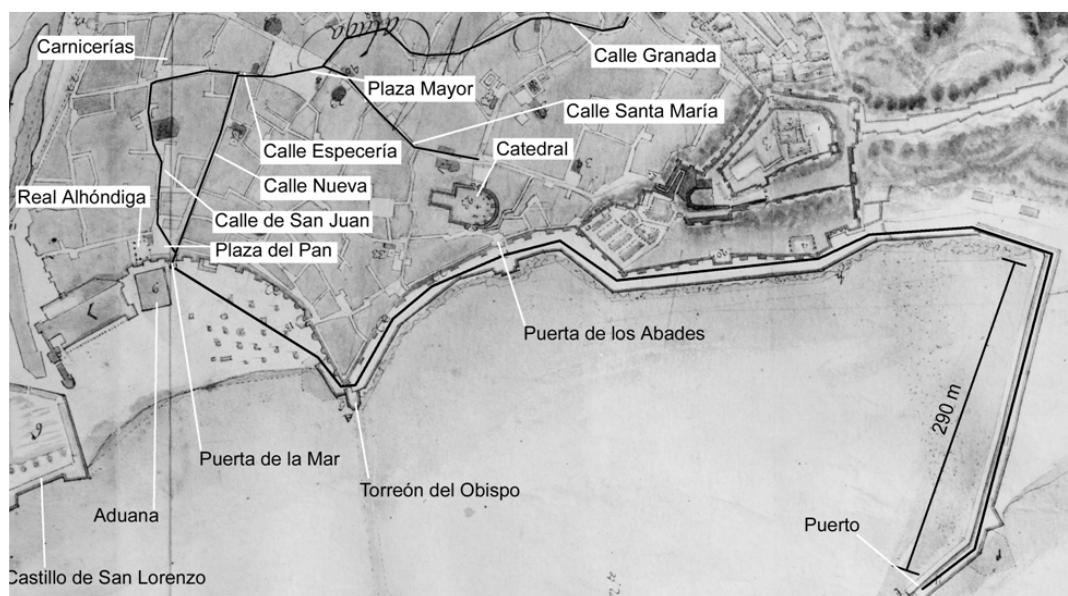 Carnicerías
Calle Granada
Plaza Mayor
Calle Santa María
Calle Especería
Catedral
Calle Nueva
Real Alhóndiga
Calle de San Juan
Plaza del Pan
Puerta de los Abades
290 m
Puerta de la Mar
Torreón del Obispo
Aduana
Puerto
Castillo de San Lorenzo